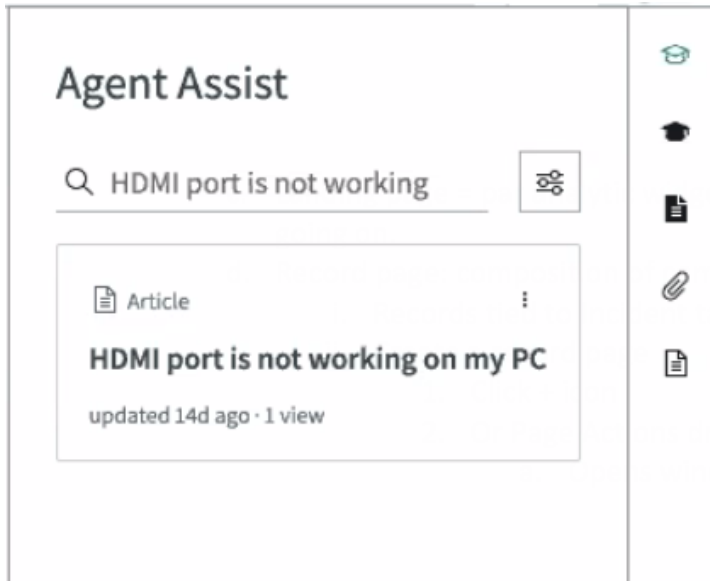 Agent Assist
HDMI port is not working
Article
HDMI port is not working on my PC
updated 14d ago · 1 view